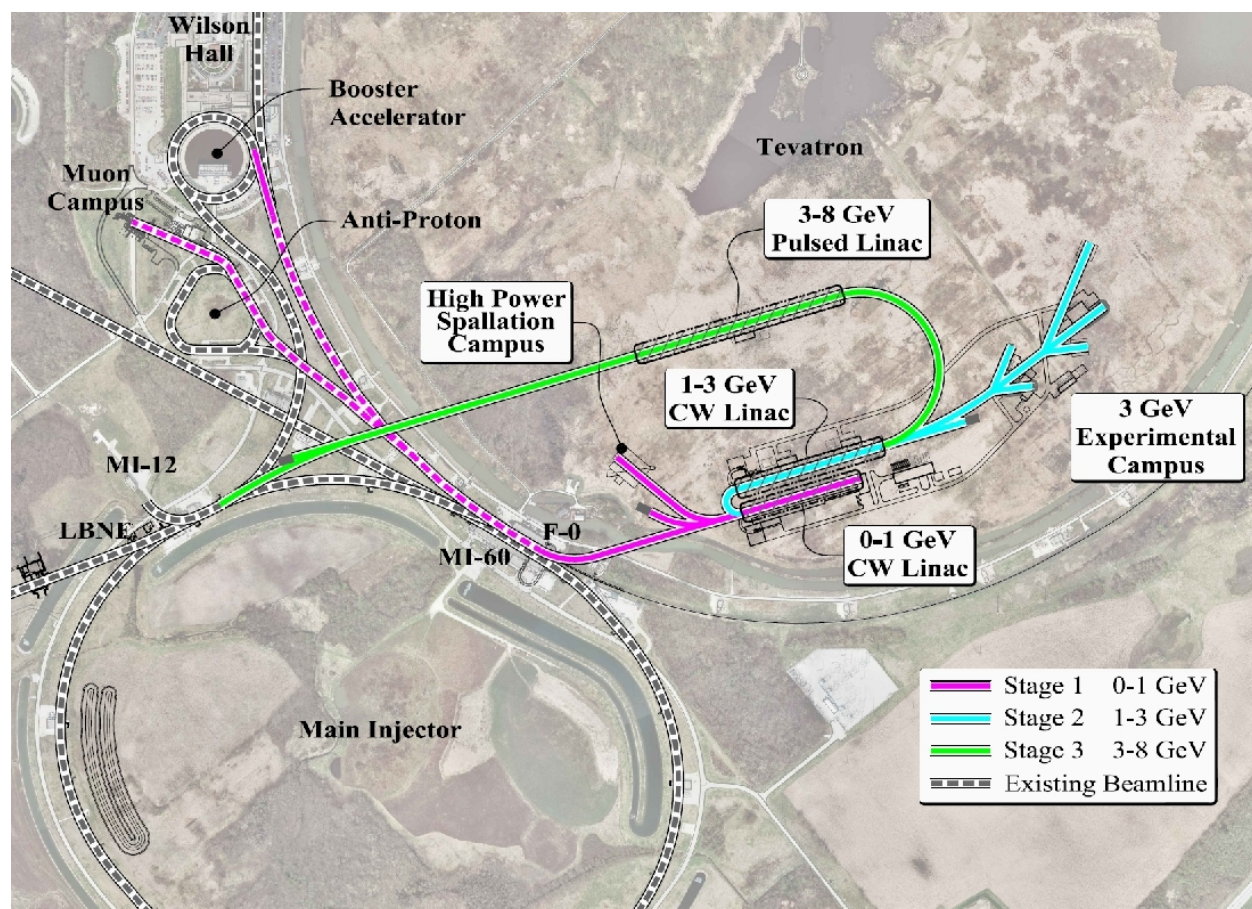 Wilson
Hall
Booster
Accelerator
Muon
Campus
Anti-Proton
Tevatron
3-8 GeV
Pulsed Linac
High Power
Spallation
Campus
1-3 GeV
CW Linac
3 GeV
Experimental
Campus
MI-12
LBNE
F-0
MI-60
0-1 GeV
CW Linac
Main Injector
Stage 1 0-1 GeV
Stage 2 1-3 GeV
Stage 3 3-8 GeV
Existing Beamline